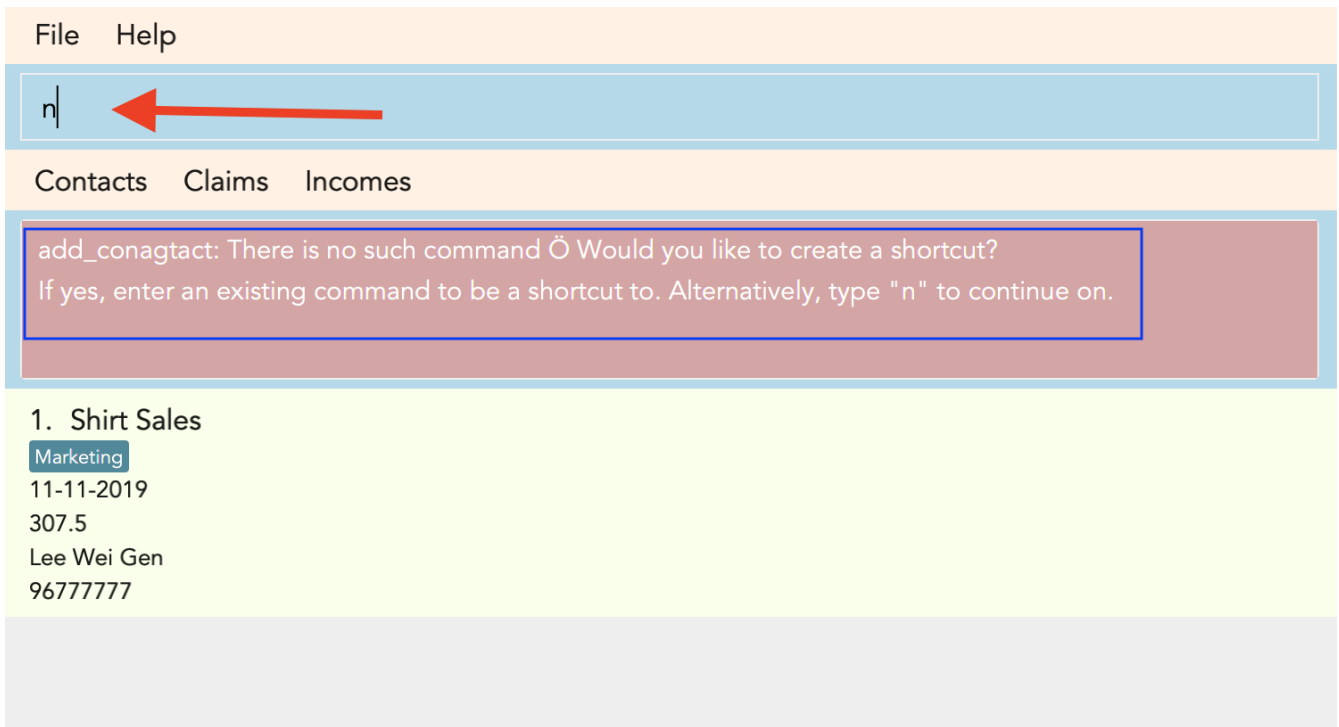 File Help
n
Contacts Claims Incomes
add_conagtact: There is no such command Ö Would you like to create a shortcut?
If yes, enter an existing command to be a shortcut to. Alternatively, type "n" to continue on.
1. Shirt Sales
Marketing
11-11-2019
307.5
Lee Wei Gen
96777777